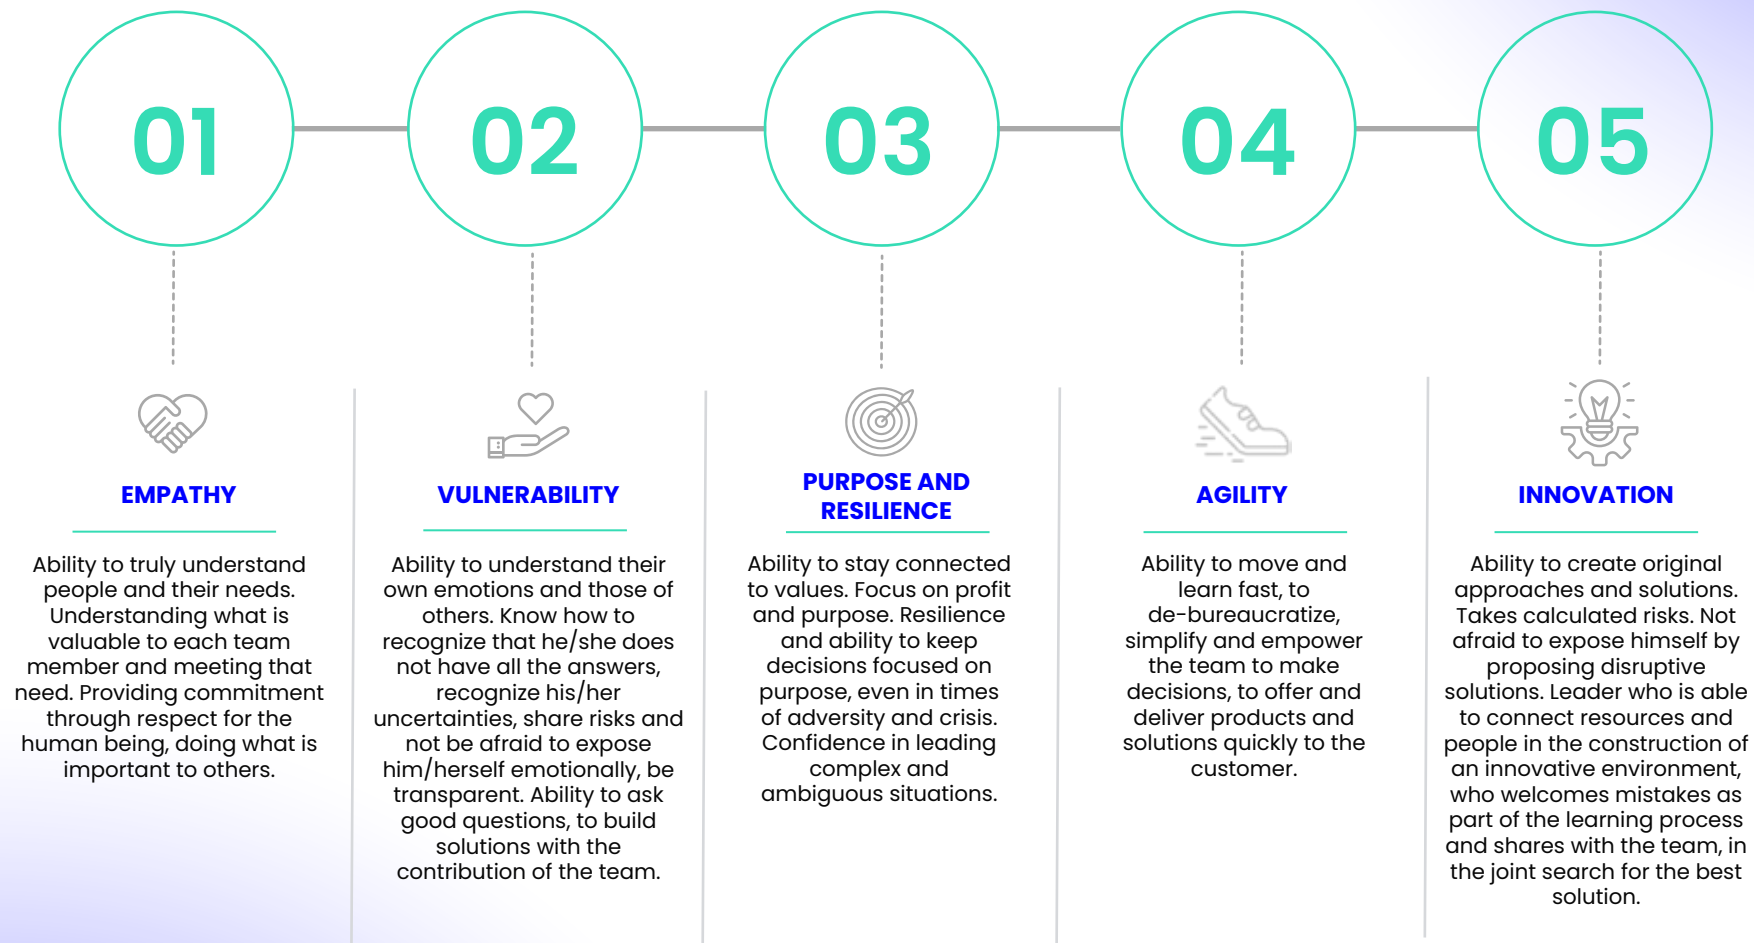 01
02
03
04
05
EMPATHY
Ability to truly understand
people and their needs.
Understanding what is
valuable to each team
member and meeting that
need. Providing commitment
through respect for the
human being, doing what is
important to others.
VULNERABILITY
Ability to understand their
own emotions and those of
others. Know how to
recognize that he/she does
not have all the answers,
recognize his/her
uncertainties, share risks and
not be afraid to expose
him/herself emotionally, be
transparent. Ability to ask
good questions, to build
solutions with the
contribution of the team.
PURPOSE AND
RESILIENCE
Ability to stay connected
to values. Focus on profit
and purpose. Resilience
and ability to keep
decisions focused on
purpose, even in times
of adversity and crisis.
Confidence in leading
complex and
ambiguous situations.
AGILITY
Ability to move and
learn fast, to
de-bureaucratize,
simplify and empower
the team to make
decisions, to offer and
deliver products and
solutions quickly to the
customer.
INNOVATION
Ability to create original
approaches and solutions.
Takes calculated risks. Not
afraid to expose himself by
proposing disruptive
solutions. Leader who is able
to connect resources and
people in the construction of
an innovative environment,
who welcomes mistakes as
part of the learning process
and shares with the team, in
the joint search for the best
solution.